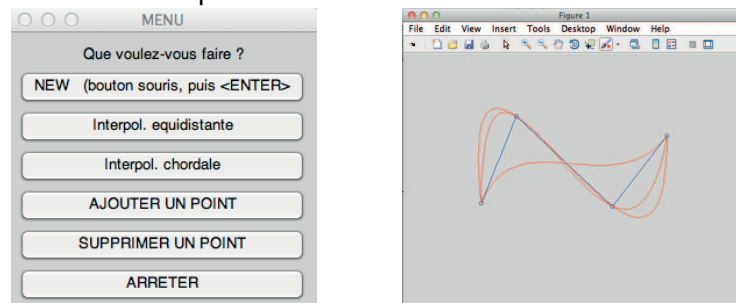 MENU
Que voulez-vous faire ?
NEW (bouton souris, puis <ENTER>
Interpol. equidistante
Interpol. chordale
AJOUTER UN POINT
SUPPRIMER UN POINT
ARRETER
Figure 1
File Edit View Insert Tools Desktop Window Help